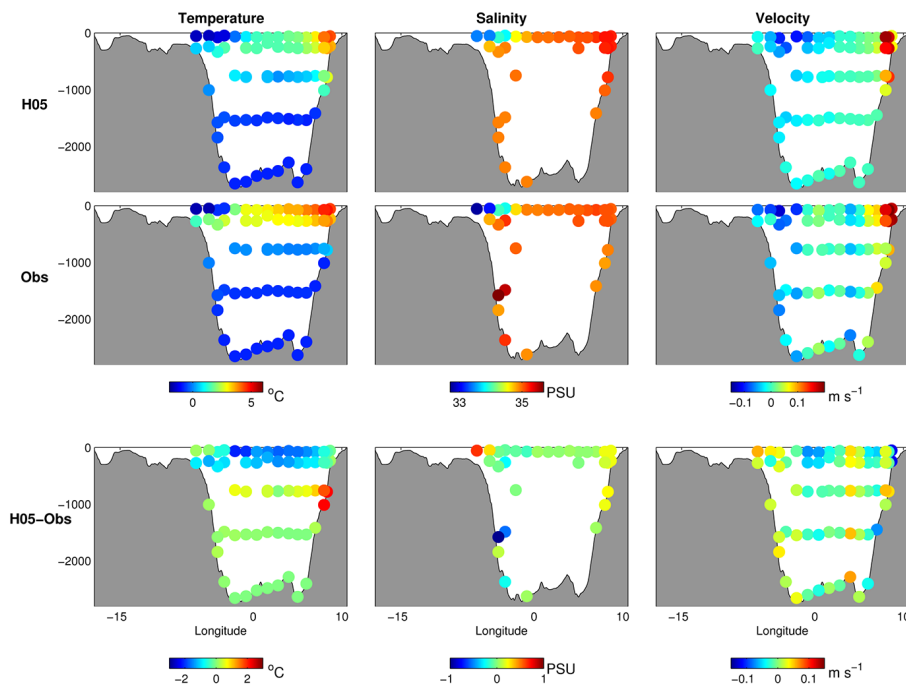 Temperature Salinity Velocity
0
−1000
−2000
H05
0
−1000
−2000
Obs
0 5 °C
33 35 PSU
−0.1 0 0.1 m s⁻¹
0
−1000
−2000
H05−Obs
−15 0 10
−15 0 10
−15 0 10
Longitude Longitude Longitude
−2 0 2 °C
−1 0 1 PSU
−0.1 0 0.1 m s⁻¹